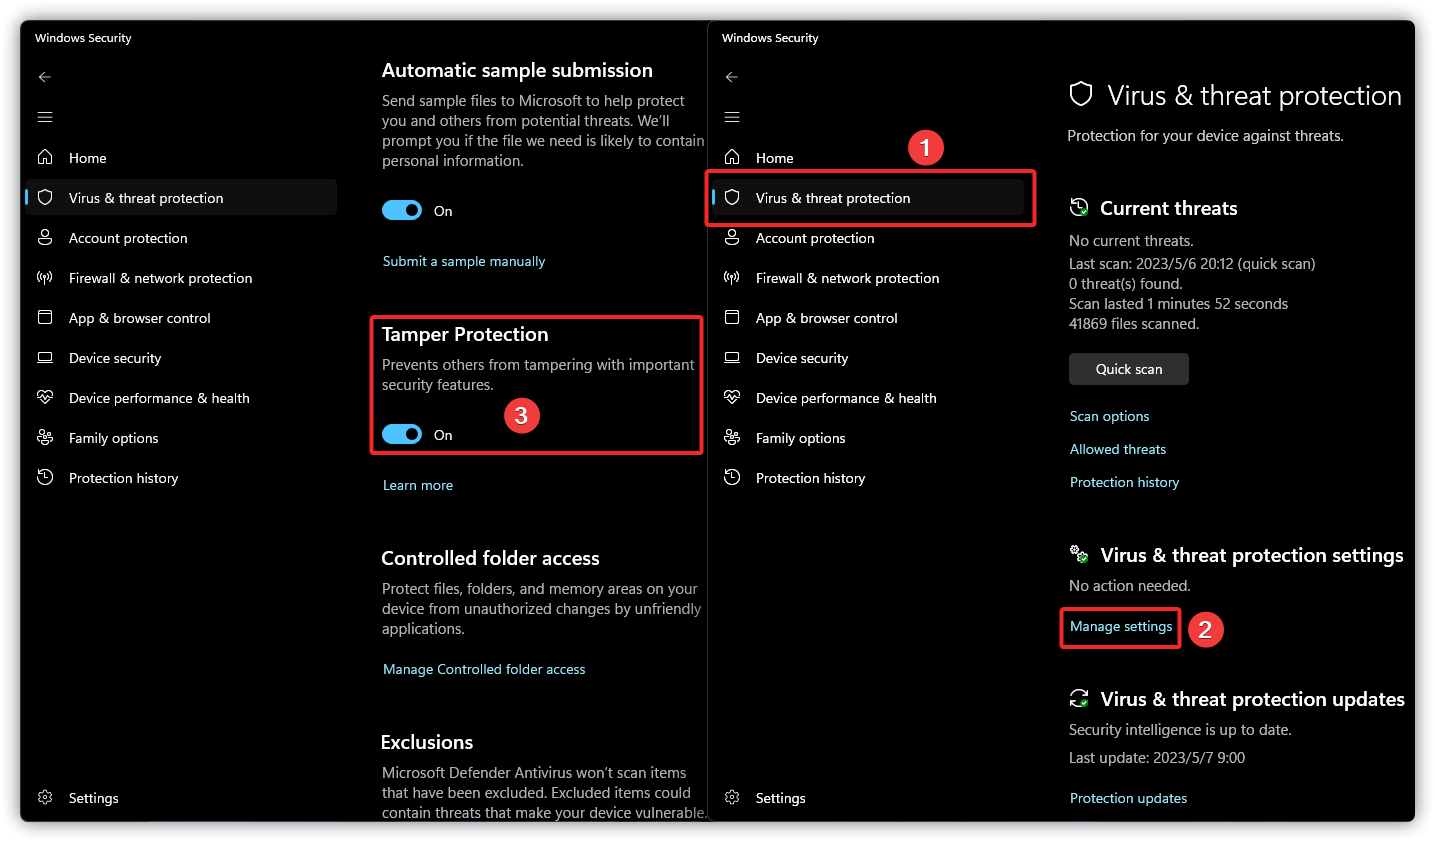 Windows Security
Home
Virus & threat protection
Account protection
Firewall & network protection
App & browser control
Device security
Device performance & health
Family options
Protection history
Settings
Automatic sample submission
Send sample files to Microsoft to help protect
you and others from potential threats. We'll
prompt you if the file we need is likely to contain
personal information.
On
Submit a sample manually
Tamper Protection
Prevents others from tampering with important
security features.
3
On
Learn more
Controlled folder access
Protect files, folders, and memory areas on your
device from unauthorized changes by unfriendly
applications.
Manage Controlled folder access
Exclusions
Microsoft Defender Antivirus won't scan items
that have been excluded. Excluded items could
contain threats that make your device vulnerable.
Windows Security
1
Home
Virus & threat protection
Account protection
Firewall & network protection
App & browser control
Device security
Device performance & health
Family options
Protection history
Settings
Virus & threat protection
Protection for your device against threats.
Current threats
No current threats.
Last scan: 2023/5/6 20:12 (quick scan)
0 threat(s) found.
Scan lasted 1 minutes 52 seconds
41869 files scanned.
Quick scan
Scan options
Allowed threats
Protection history
Virus & threat protection settings
No action needed.
Manage settings
2
Virus & threat protection updates
Security intelligence is up to date.
Last update: 2023/5/7 9:00
Protection updates